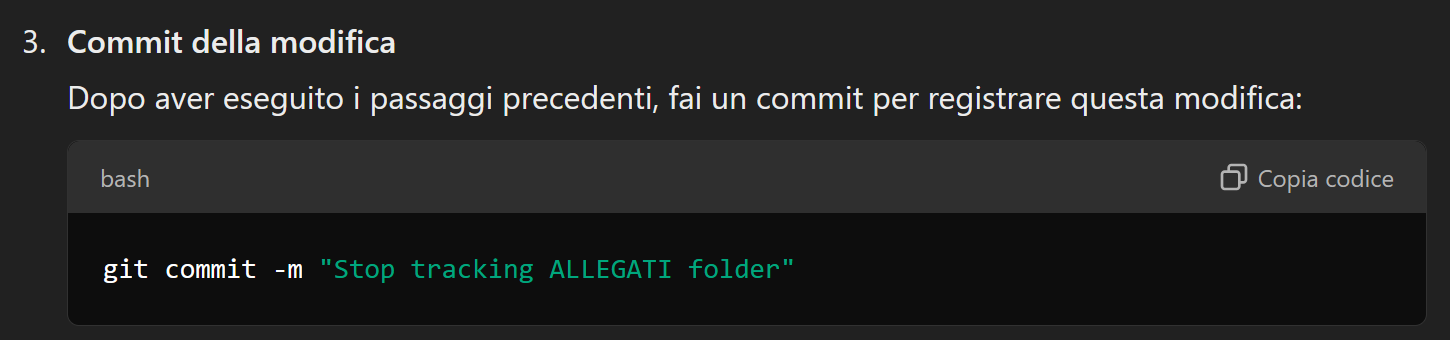 3. Commit della modifica
Dopo aver eseguito i passaggi precedenti, fai un commit per registrare questa modifica:
bash
Copia codice
git commit -m "Stop tracking ALLEGATI folder"